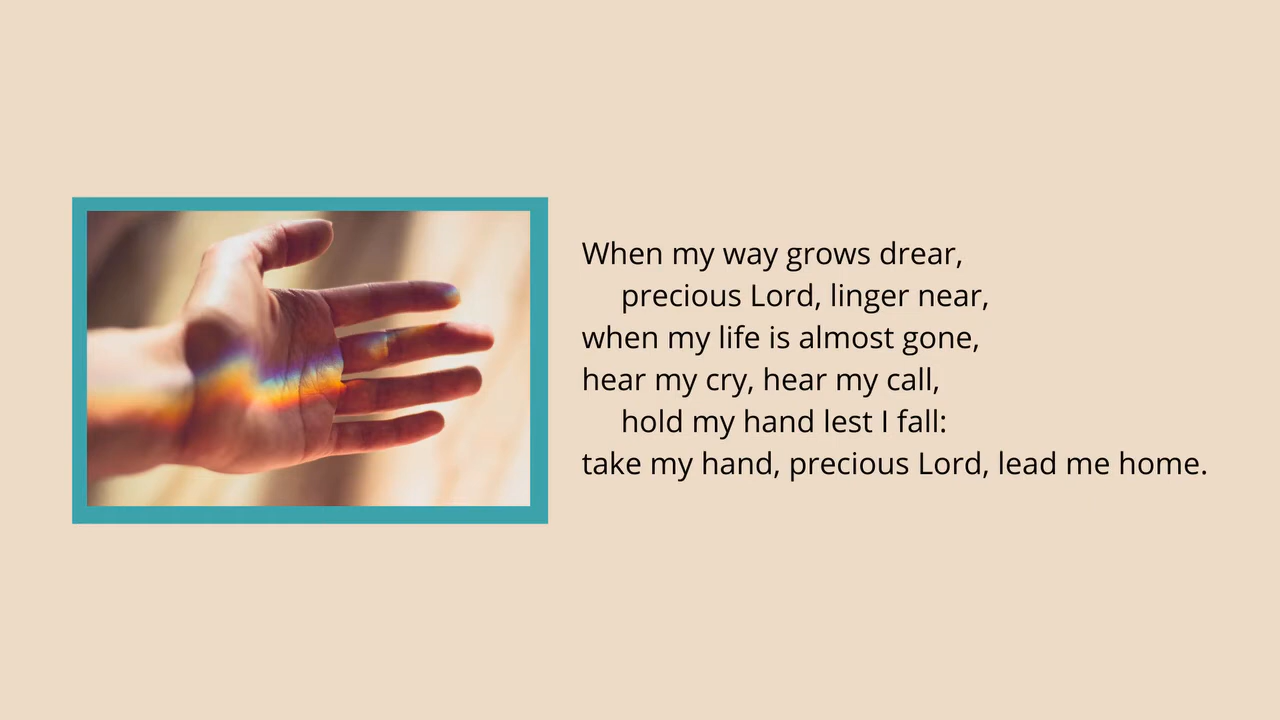 When my way grows drear,
precious Lord, linger near,
when my life is almost gone,
hear my cry, hear my call,
hold my hand lest I fall:
take my hand, precious Lord, lead me home.